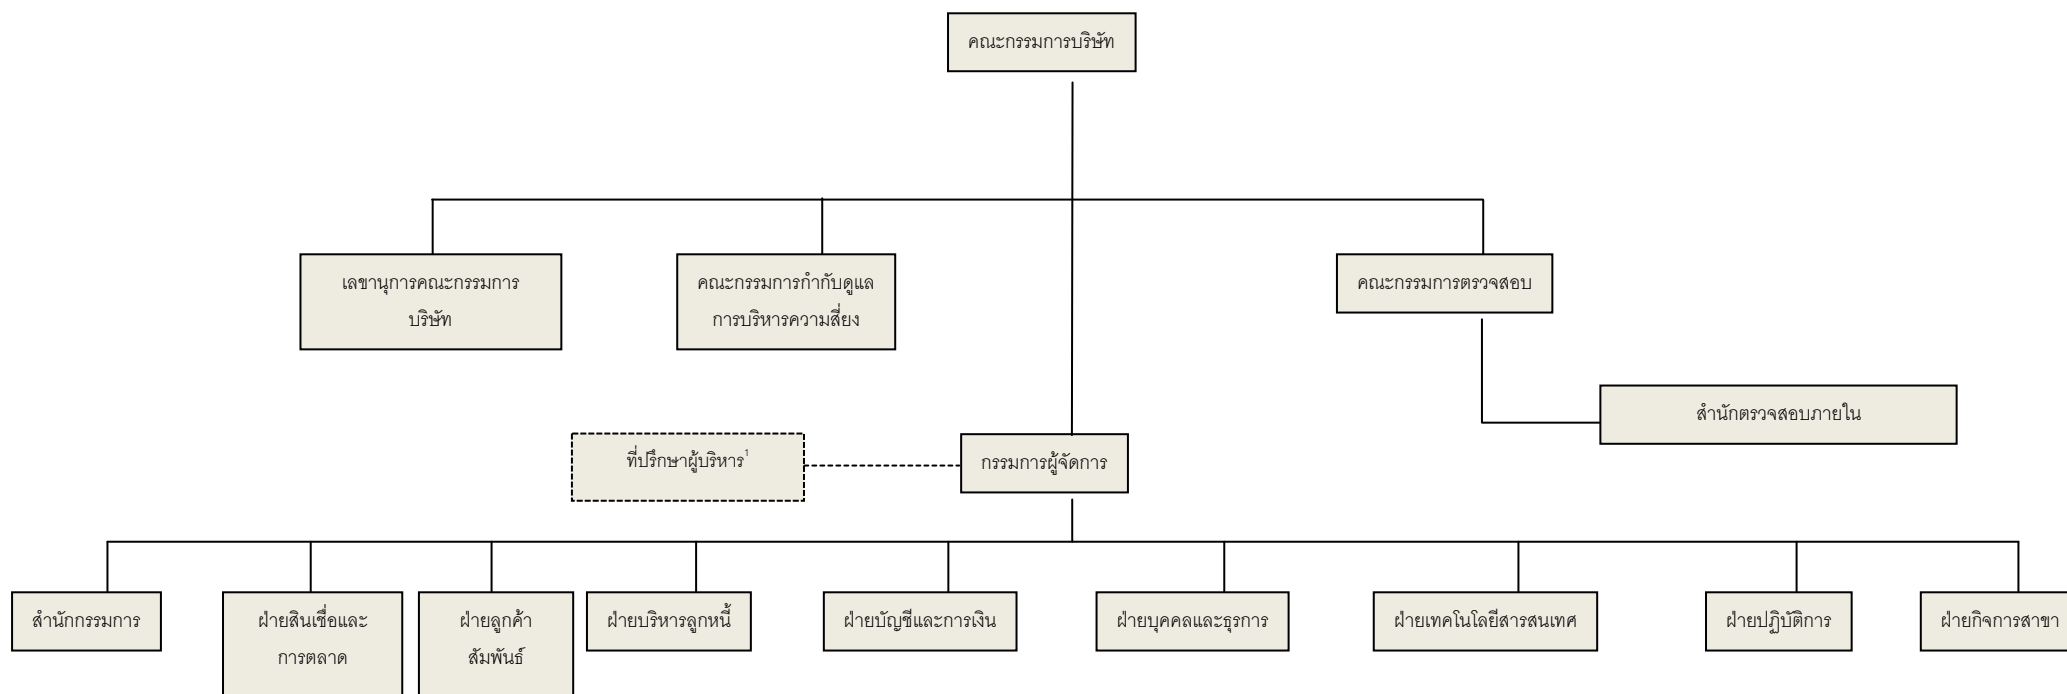 คณะกรรมการบริษัท
เลขานุการคณะกรรมการ
บริษัท
คณะกรรมการกำกับดูแล
การบริหารความสี่ยง
คณะกรรมการตรวจสอบ
สำนักตรวจสอบภายใน
ที่ปรึกษาผู้บริหาร¹
กรรมการผู้จัดการ
สำนักกรรมการ
ฝ่ายสินเชื่อและ
การตลาด
ฝ่ายลูกค้า
สัมพันธ์
ฝ่ายบริหารลูกหนี้
ฝ่ายบัญชีและการเงิน
ฝ่ายบุคคลและธุรการ
ฝ่ายเทคโนโลยีสารสนเทศ
ฝ่ายปฏิบัติการ
ฝ่ายกิจการสาขา